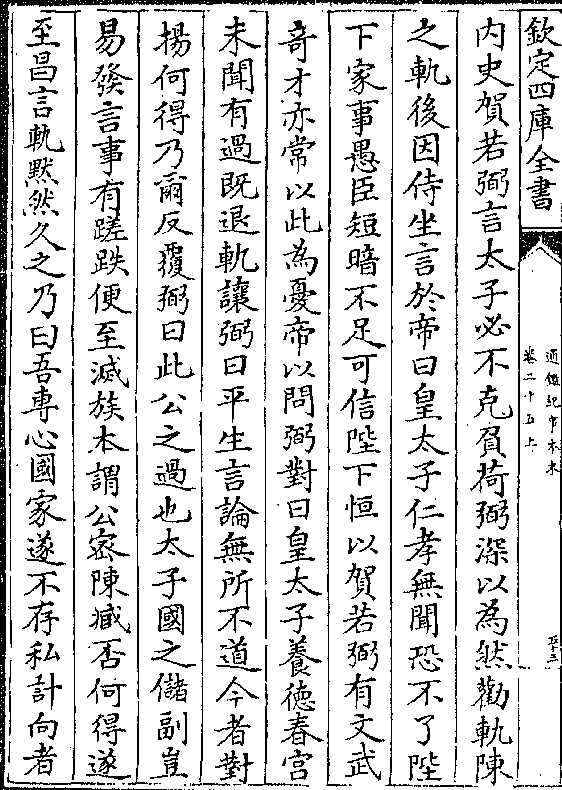 欽定四庫全書
通鑑紀事本末
卷二十五上
內史賀若弼言太子必不克負荷弼深以為然勸軌陳
之軌後因侍坐言於帝曰皇太子仁孝無聞恐不了陛
下家事愚臣短暗不足可信陛下恒以賀若弼有文武
奇才亦常以此為憂帝以問弼對曰皇太子養徳春宫
未聞有過既退軌讓弼曰平生言論無所不道今者對
揚何得乃爾反覆弼曰此公之過也太子國之儲副豈
易發言事有蹉跌便至滅族本謂公密陳臧否何得遂
至昌言軌默然久之乃曰吾專心國家遂不存私計向者